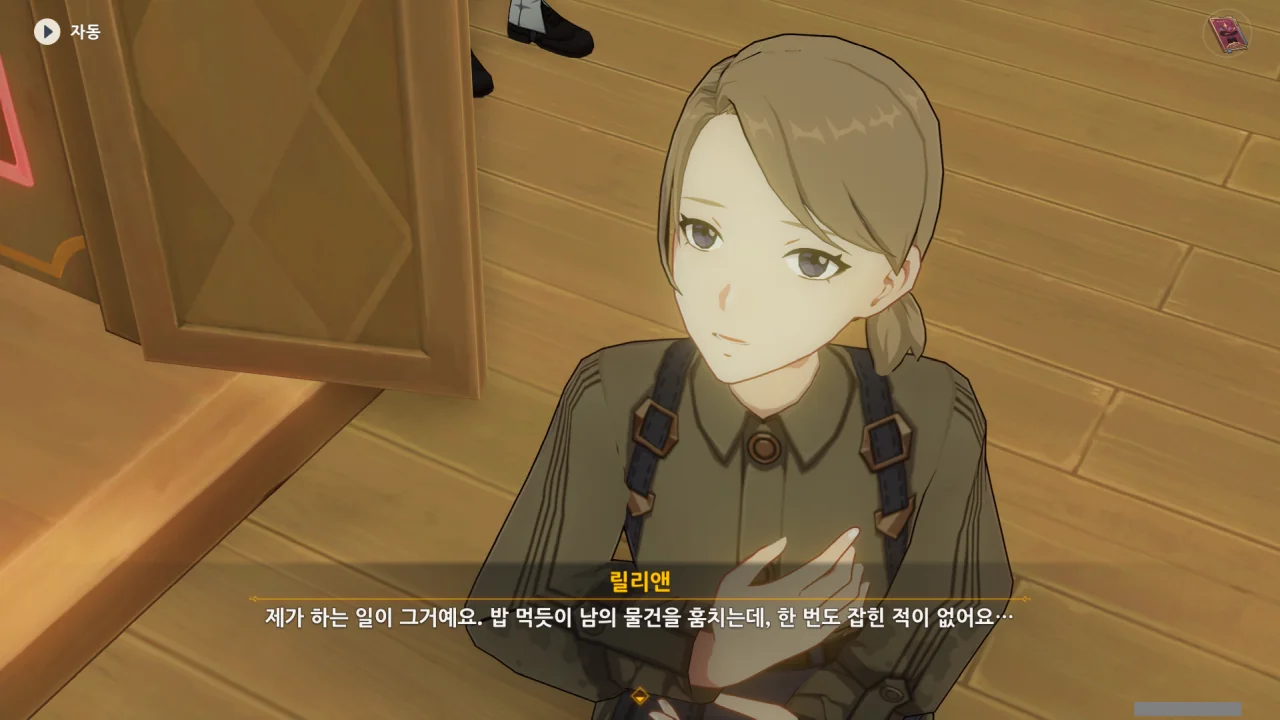 자동
릴리앤
제가 하는 일이 그거예요. 밥 먹듯이 남의 물건을 훔치는데, 한 번도 잡힌 적이 없어요…